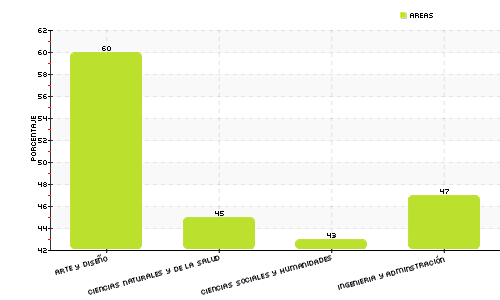 AREAS
PORCENTAJE
62
60
58
56
54
52
50
48
46
44
42
60
45
43
47
ARTE Y DISEÑO
CIENCIAS NATURALES Y DE LA SALUD
CIENCIAS SOCIALES Y HUMANIDADES
INGENIERIA Y ADMINSTRACIÓN